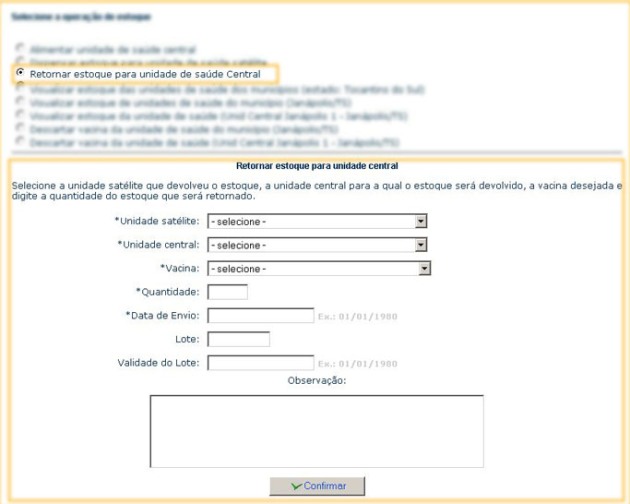 Selecione a operação de estoque
Alimentar unidade de saúde central
Dispensar estoque para unidade de saúde satélite
Retornar estoque para unidade de saúde Central
Visualizar estoque das unidades de saúde dos municípios (estado: Tocantins do Sul)
Visualizar estoque de unidades de saúde do município (Janápolis/TS)
Visualizar estoque da unidade de saúde (Unid Central Janápolis 1 - Janápolis/TS)
Descartar vacina da unidade de saúde do município (Janápolis/TS)
Descartar vacina da unidade de saúde (Unid Central Janápolis 1 - Janápolis/TS)
Retornar estoque para unidade central
Selecione a unidade satélite que devolveu o estoque, a unidade central para a qual o estoque será devolvido, a vacina desejada e
digite a quantidade do estoque que será retornado.
*Unidade satélite: - selecione -
*Unidade central: - selecione -
*Vacina: - selecione -
*Quantidade:
*Data de Envio: Ex.: 01/01/1980
Lote:
Validade do Lote: Ex.: 01/01/1980
Observação:
Confirmar